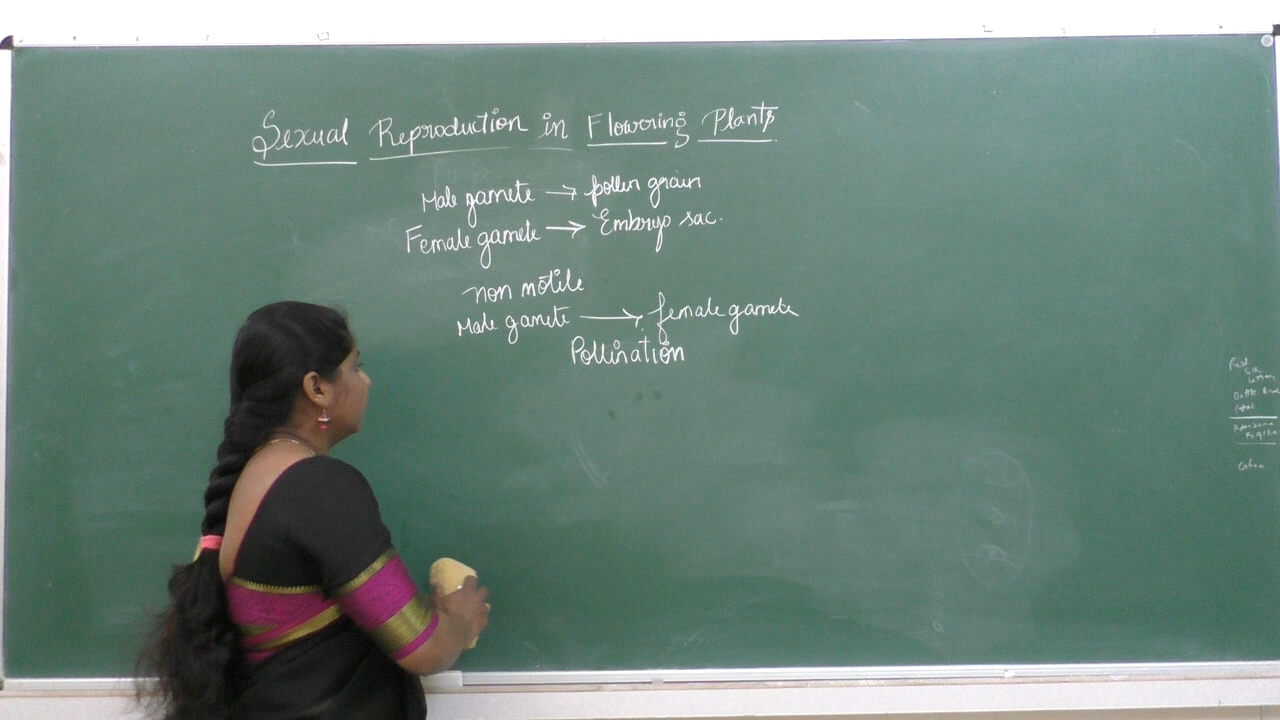 Sexual Reproduction in Flowering Plants
Male gamete → pollen grain
Female gamete → Embryo sac.
non motile
Male gamete → female gamete
Pollination